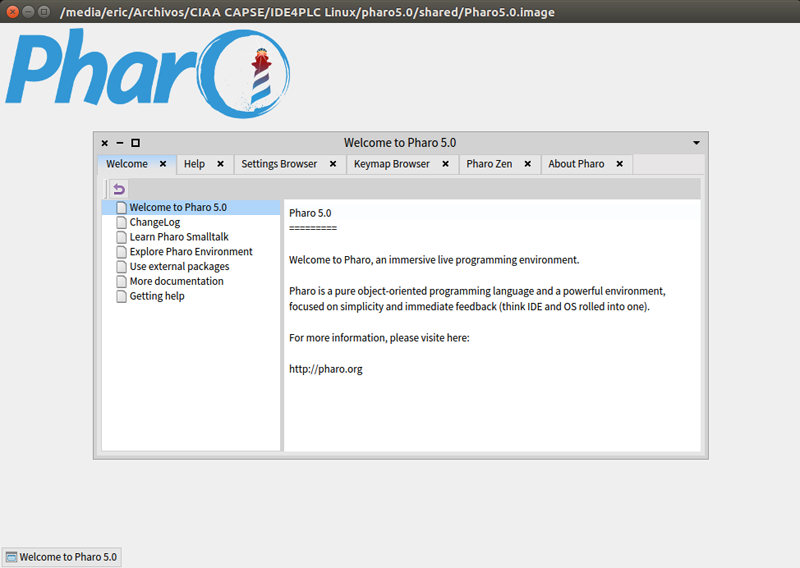 /media/eric/Archivos/CIAA CAPSE/IDE4PLC Linux/pharo5.0/shared/Pharo5.0.image
Pharo
Welcome to Pharo 5.0
Welcome Help Settings Browser Keymap Browser Pharo Zen About Pharo
Welcome to Pharo 5.0
ChangeLog
Learn Pharo Smalltalk
Explore Pharo Environment
Use external packages
More documentation
Getting help
Pharo 5.0
=========
Welcome to Pharo, an immersive live programming environment.
Pharo is a pure object-oriented programming language and a powerful environment,
focused on simplicity and immediate feedback (think IDE and OS rolled into one).
For more information, please visite here:
http://pharo.org
Welcome to Pharo 5.0